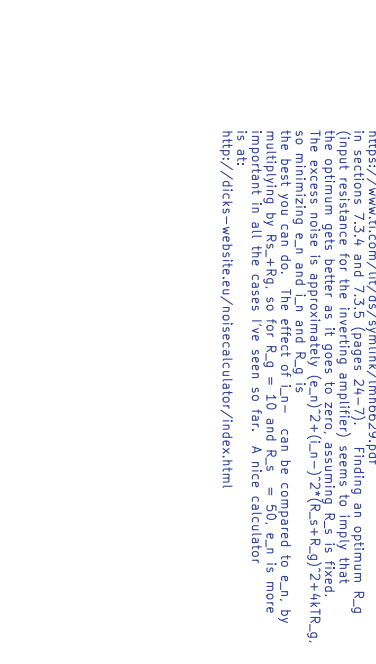 https://www.ti.com/lit/ds/symlink/lmh6629.pdf
in sections 7.3.4 and 7.3.5 (pages 24-7). Finding an optimum R_g
(input resistance for the inverting amplifier) seems to imply that
the optimum gets better as it goes to zero, assuming R_s is fixed.
The excess noise is approximately (e_n)^2+(i_n-)^2*(R_s+R_g)^2+4kTR_g,
so minimizing e_n and i_n and R_g is
the best you can do. The effect of i_n- can be compared to e_n, by
multiplying by Rs_+Rg, so for R_g = 10 and R_s = 50, e_n is more
important in all the cases I've seen so far. A nice calculator
is at:
http://dicks-website.eu/noisecalculator/index.html